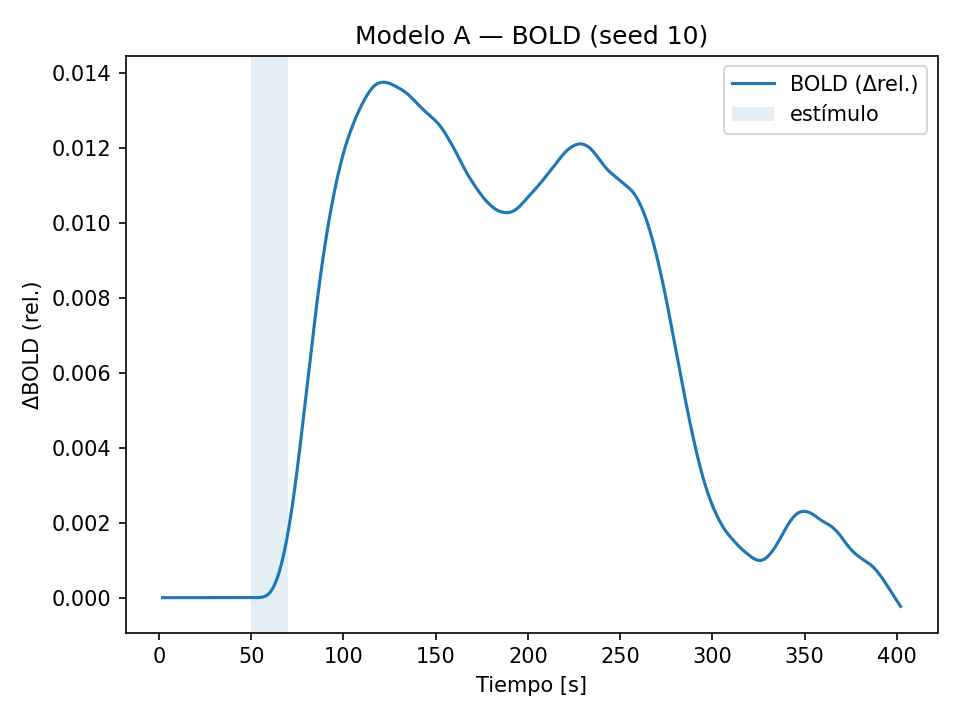 Modelo A — BOLD (seed 10)
BOLD (Δrel.)
estímulo
ΔBOLD (rel.)
0.014
0.012
0.010
0.008
0.006
0.004
0.002
0.000
0 50 100 150 200 250 300 350 400
Tiempo [s]